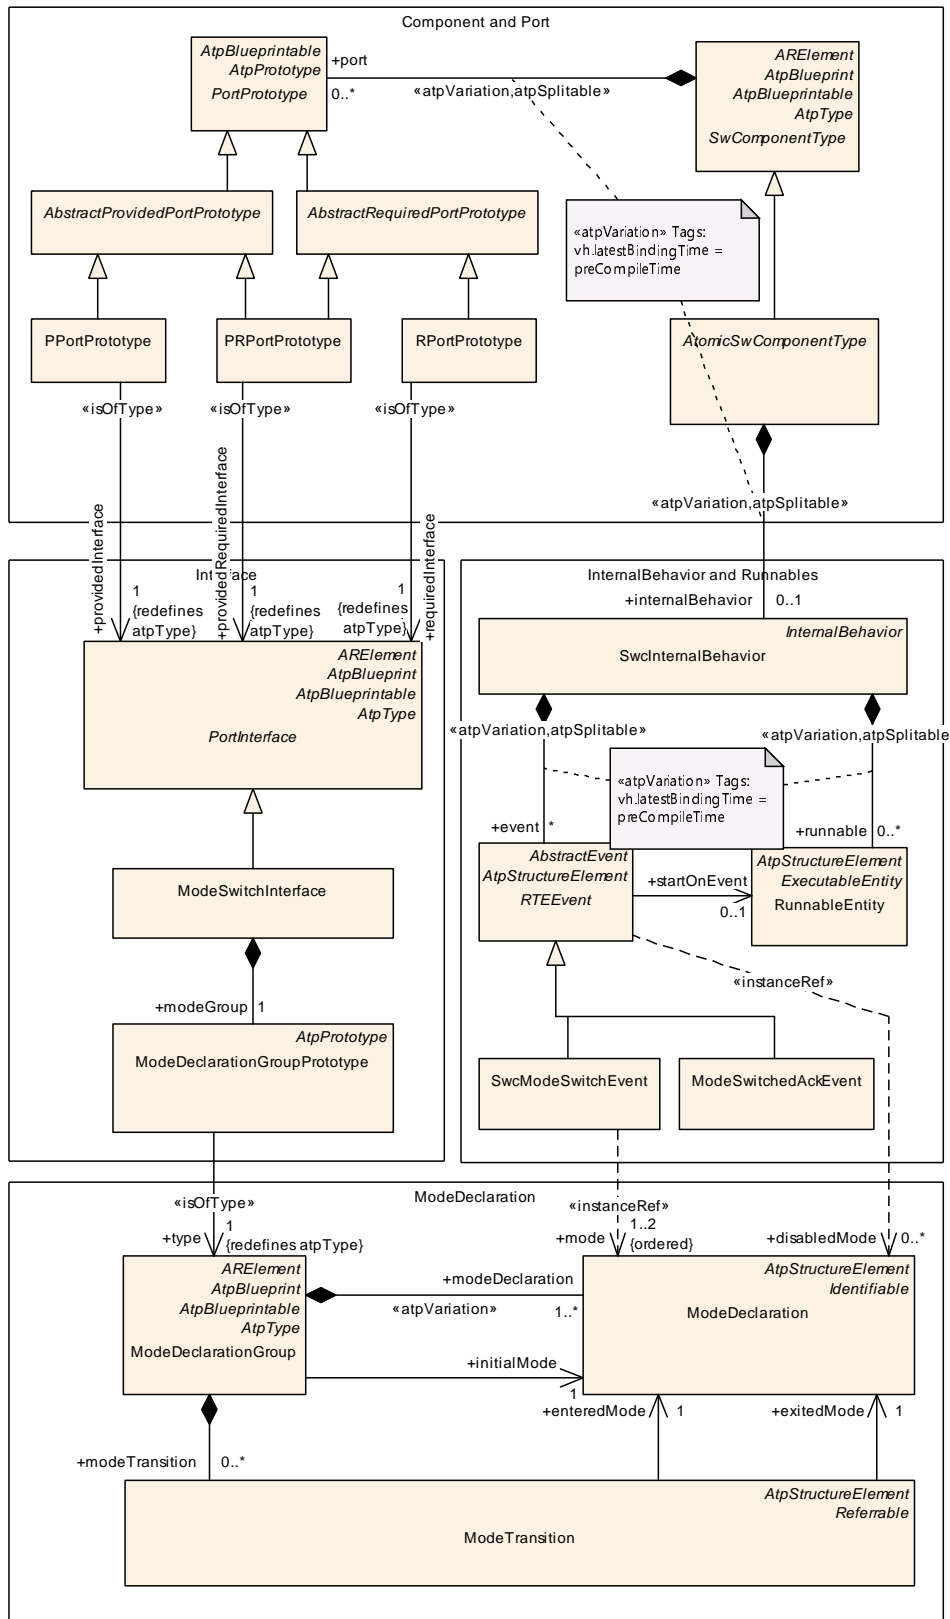 Component and Port
AtpBlueprintable
AtpPrototype
PortPrototype
+port
0..*
«atpVariation,atpSplitable»
ARElement
AtpBlueprint
AtpBlueprintable
AtpType
SwComponentType
AbstractProvidedPortPrototype
AbstractRequiredPortPrototype
«atpVariation» Tags:
vh.latestBindingTime =
preCompileTime
PPortPrototype
PRPortPrototype
RPortPrototype
AtomicSwComponentType
«isOfType»
«isOfType»
«isOfType»
«atpVariation,atpSplitable»
+providedInterface
+providedRequiredInterface
+requiredInterface
Interface
1
{redefines
atpType}
1
{redefines
atpType}
1
{redefines
atpType}
ARElement
AtpBlueprint
AtpBlueprintable
AtpType
PortInterface
ModeSwitchInterface
+modeGroup
1
AtpPrototype
ModeDeclarationGroupPrototype
InternalBehavior and Runnables
+internalBehavior
0..1
InternalBehavior
SwcInternalBehavior
«atpVariation,atpSplitable»
«atpVariation,atpSplitable
«atpVariation» Tags:
vh.latestBindingTime =
preCompileTime
+event
*
+runnable
0..*
AbstractEvent
AtpStructureElement
RTEEvent
+startOnEvent
0..1
AtpStructureElement
ExecutableEntity
RunnableEntity
«instanceRef»
SwcModeSwitchEvent
ModeSwitchedAckEvent
ModeDeclaration
«isOfType»
+type
1
{redefines atpType}
«instanceRef»
+mode
1..2
{ordered}
+disabledMode
0..*
ARElement
AtpBlueprint
AtpBlueprintable
AtpType
ModeDeclarationGroup
+modeDeclaration
«atpVariation»
1..*
+initialMode
1
AtpStructureElement
Identifiable
ModeDeclaration
+enteredMode
1
+exitedMode
1
+modeTransition
0..*
AtpStructureElement
Referrable
ModeTransition